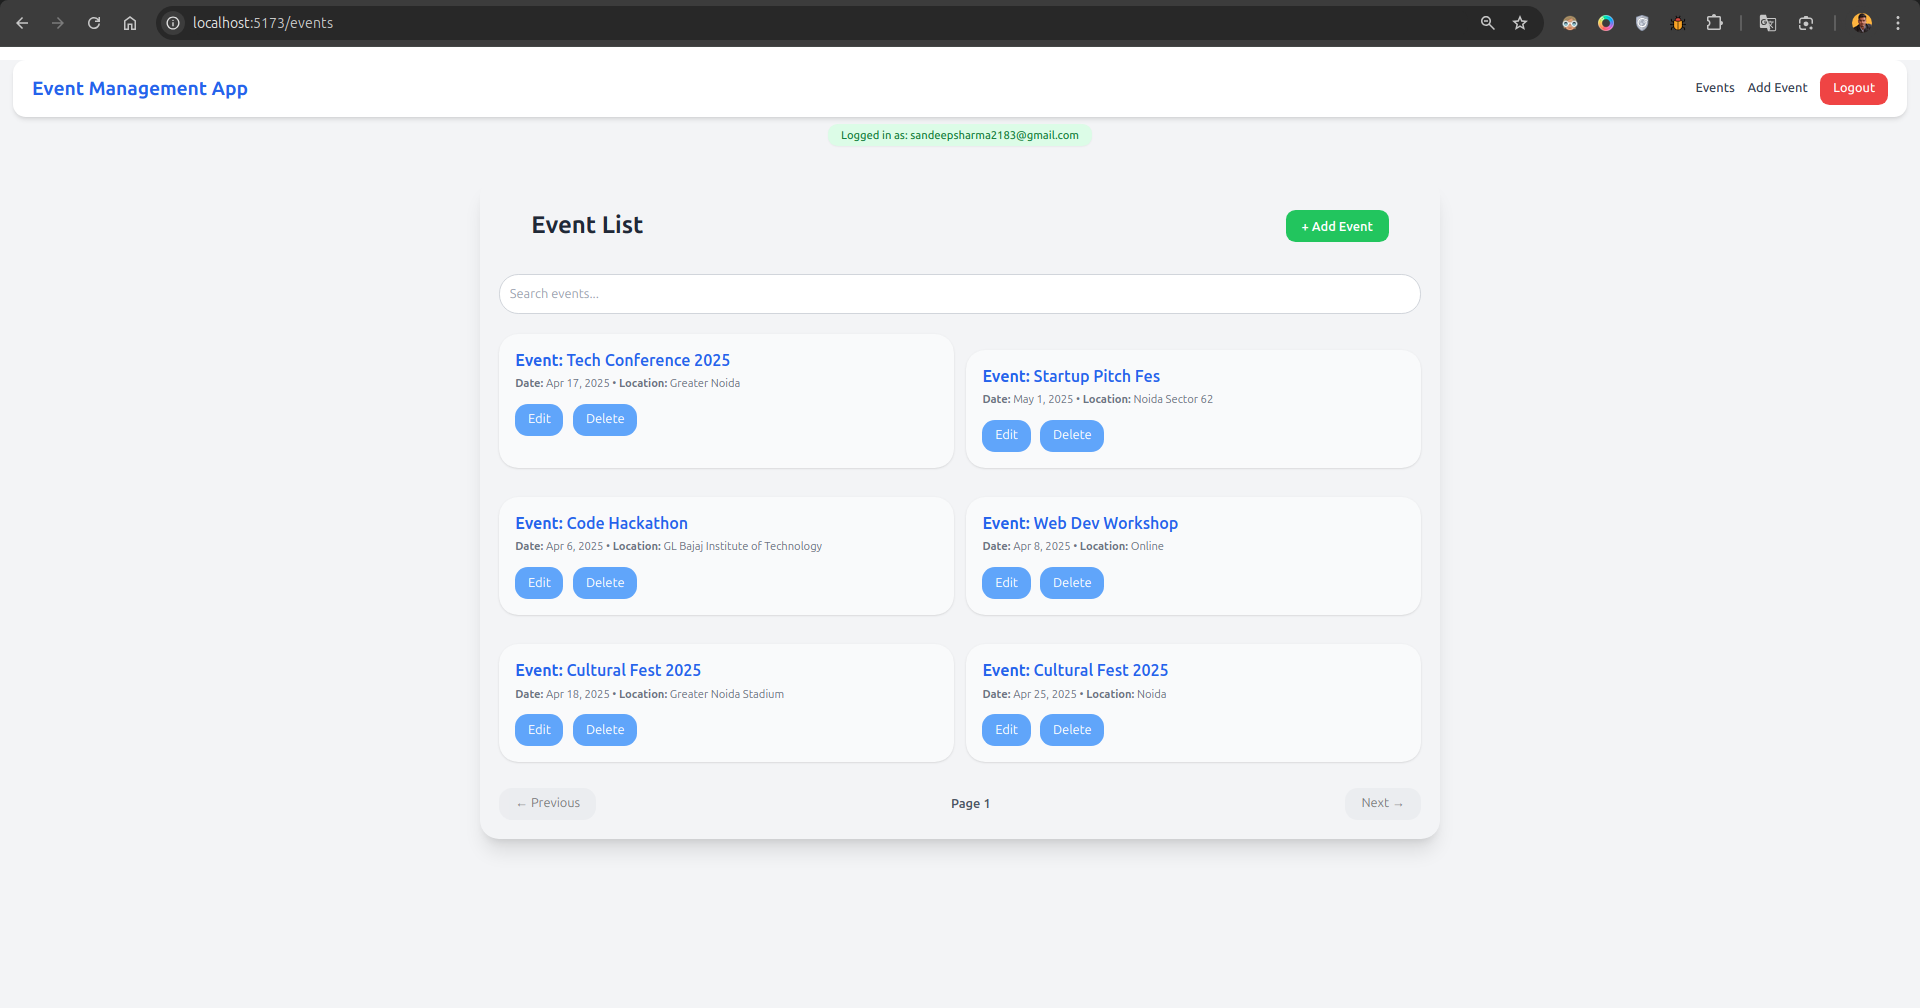 localhost:5173/events
Event Management App
Events Add Event Logout
Logged in as: sandeepsharma2183@gmail.com
Event List
+ Add Event
Search events...
Event: Tech Conference 2025
Date: Apr 17, 2025 • Location: Greater Noida
Edit Delete
Event: Startup Pitch Fes
Date: May 1, 2025 • Location: Noida Sector 62
Edit Delete
Event: Code Hackathon
Date: Apr 6, 2025 • Location: GL Bajaj Institute of Technology
Edit Delete
Event: Web Dev Workshop
Date: Apr 8, 2025 • Location: Online
Edit Delete
Event: Cultural Fest 2025
Date: Apr 18, 2025 • Location: Greater Noida Stadium
Edit Delete
Event: Cultural Fest 2025
Date: Apr 25, 2025 • Location: Noida
Edit Delete
← Previous
Page 1
Next →